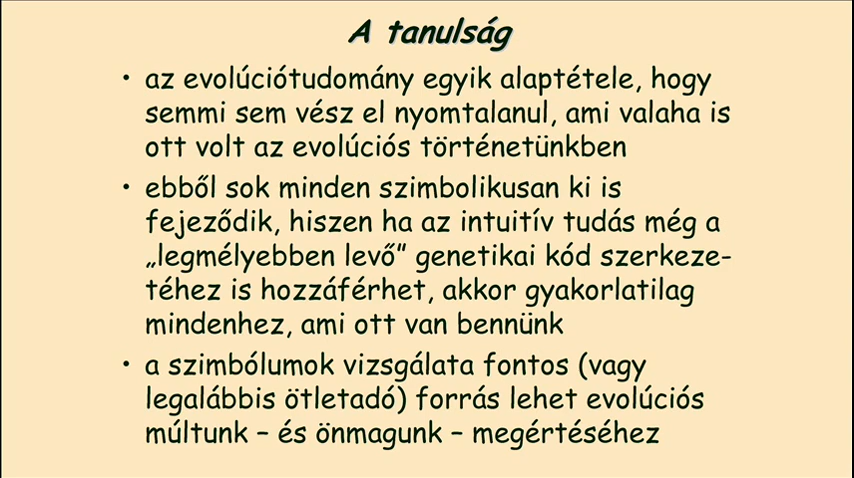 A tanulság
• az evolúciótudomány egyik alaptétele, hogy
semmi sem vész el nyomtalanul, ami valaha is
ott volt az evolúciós történetünkben
• ebből sok minden szimbolikusan ki is
fejeződik, hiszen ha az intuitív tudás még a
„legmélyebben levő” genetikai kód szerkeze-
téhez is hozzáférhet, akkor gyakorlatilag
mindenhez, ami ott van bennünk
• a szimbólumok vizsgálata fontos (vagy
legalábbis ötletadó) forrás lehet evolúciós
múltunk – és önmagunk – megértéséhez